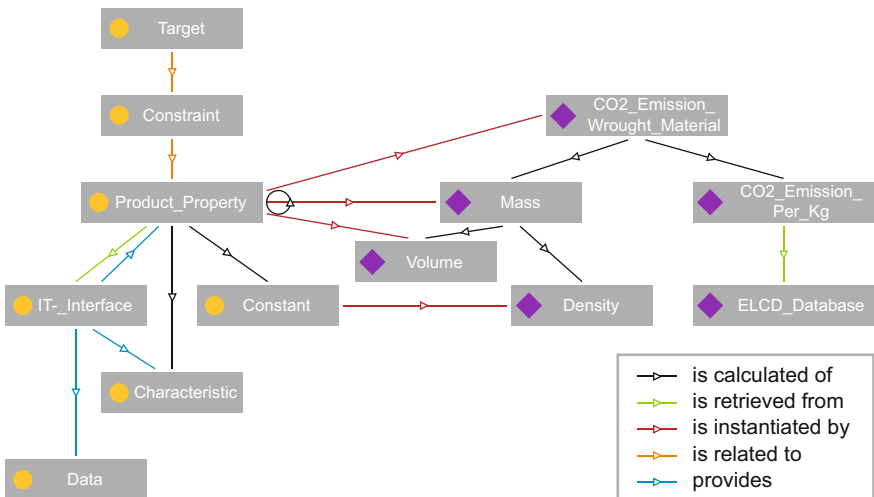 Target
Constraint
CO2_Emission_
Wrought_Material
Product_Property
Mass
CO2_Emission_
Per_Kg
Volume
IT-_Interface
Constant
Density
ELCD_Database
Characteristic
Data
is calculated of
is retrieved from
is instantiated by
is related to
provides